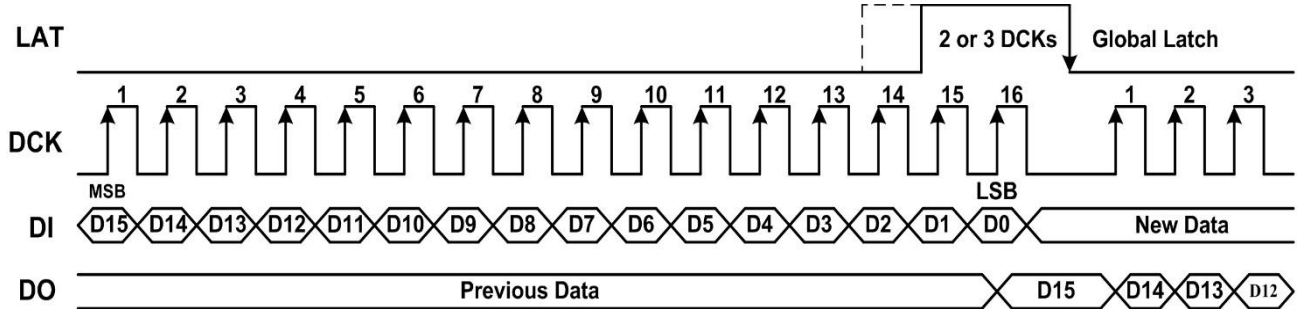 LAT 2 or 3 DCKs Global Latch
1 2 3 4 5 6 7 8 9 10 11 12 13 14 15 16 1 2 3
DCK
MSB LSB
DI D15 D14 D13 D12 D11 D10 D9 D8 D7 D6 D5 D4 D3 D2 D1 D0 New Data
DO Previous Data D15 D14 D13 D12